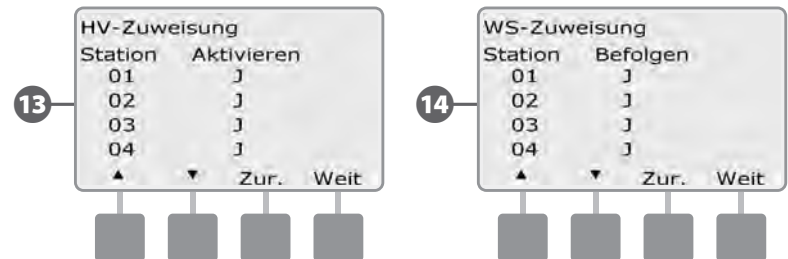 HV-Zuweisung
Station Aktivieren
01 J
02 J
03 J
04 J
▲ ▼ Zur. Weit
13
WS-Zuweisung
Station Befolgen
01 J
02 J
03 J
04 J
▲ ▼ Zur. Weit
14